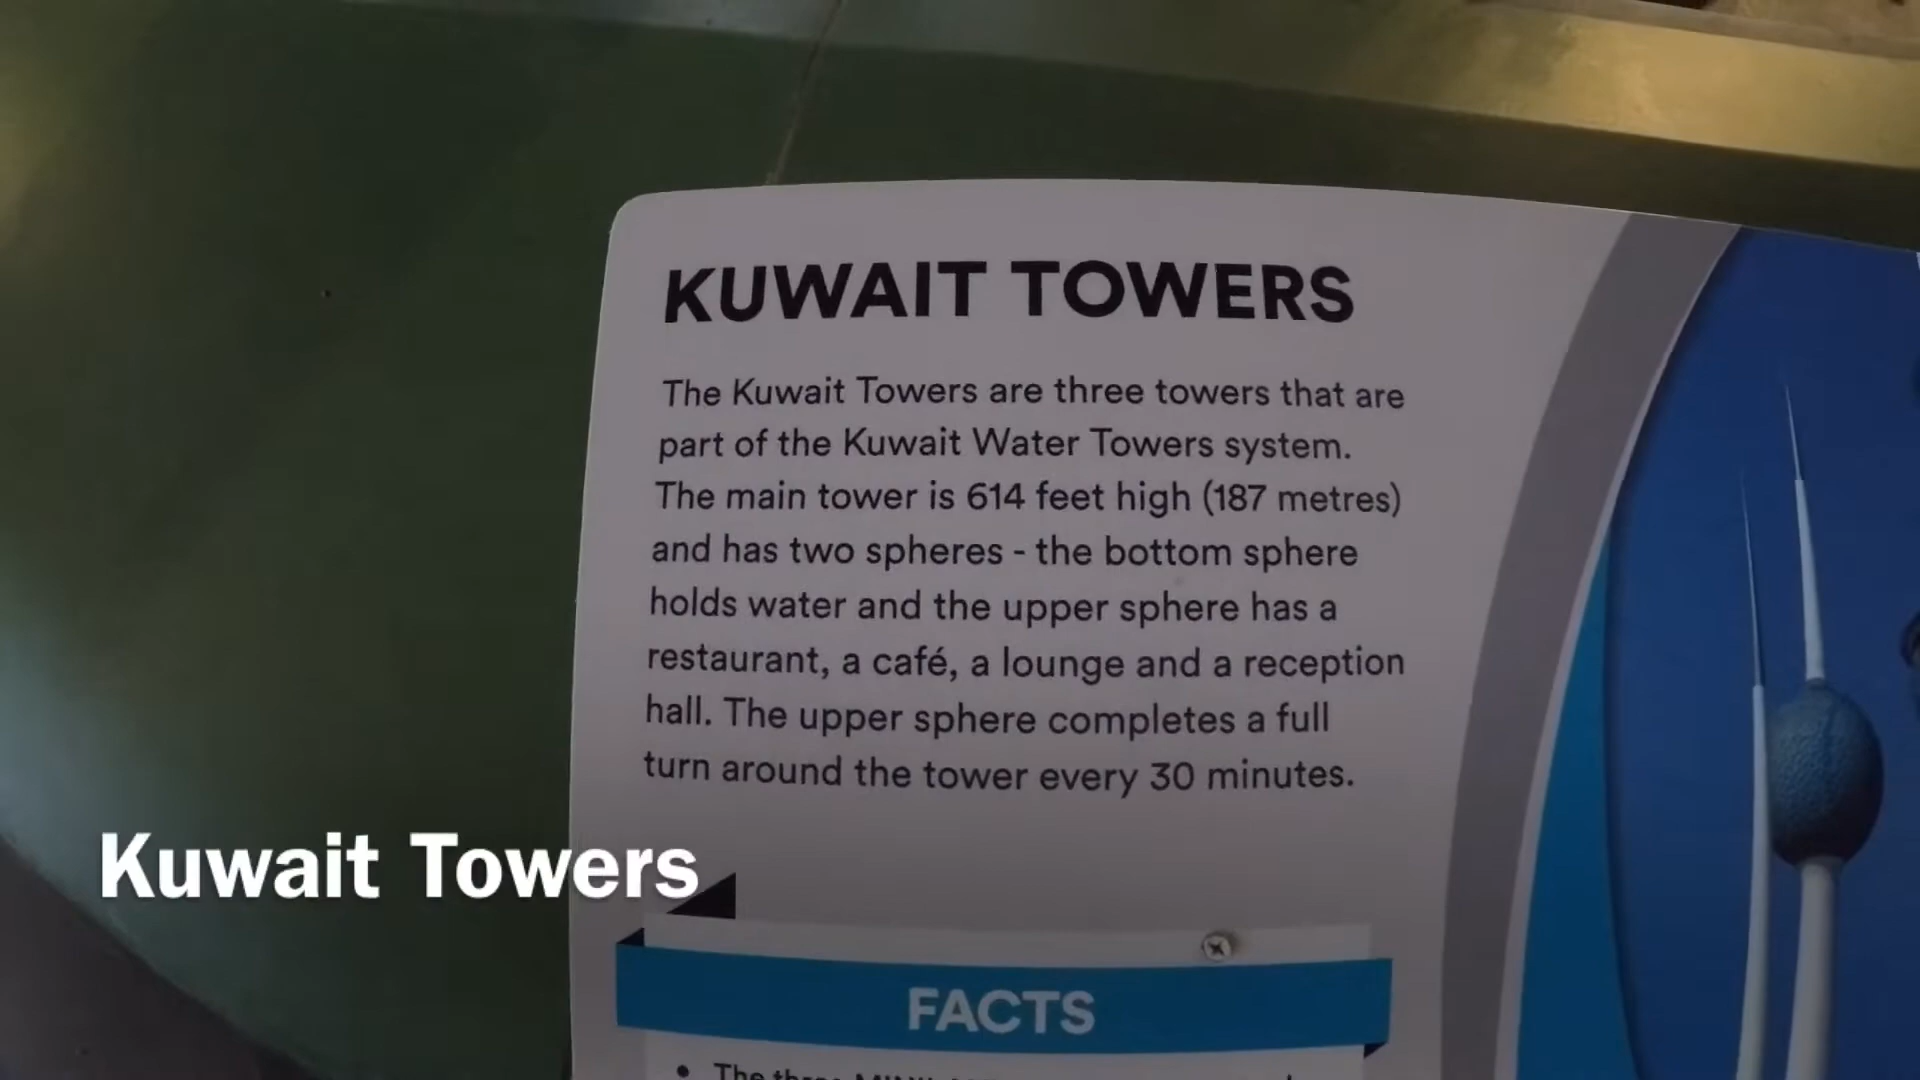 KUWAIT TOWERS
The Kuwait Towers are three towers that are
part of the Kuwait Water Towers system.
The main tower is 614 feet high (187 metres)
and has two spheres - the bottom sphere
holds water and the upper sphere has a
restaurant, a café, a lounge and a reception
hall. The upper sphere completes a full
turn around the tower every 30 minutes.
Kuwait Towers
FACTS
The three